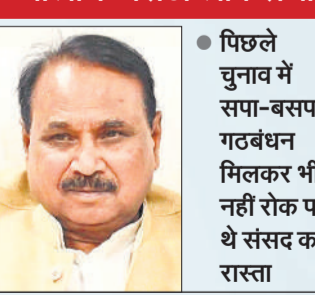 पिछले
चुनाव में
सपा-बसप
गठबंधन
मिलकर भी
नहीं रोक प
थे संसद क
रास्ता